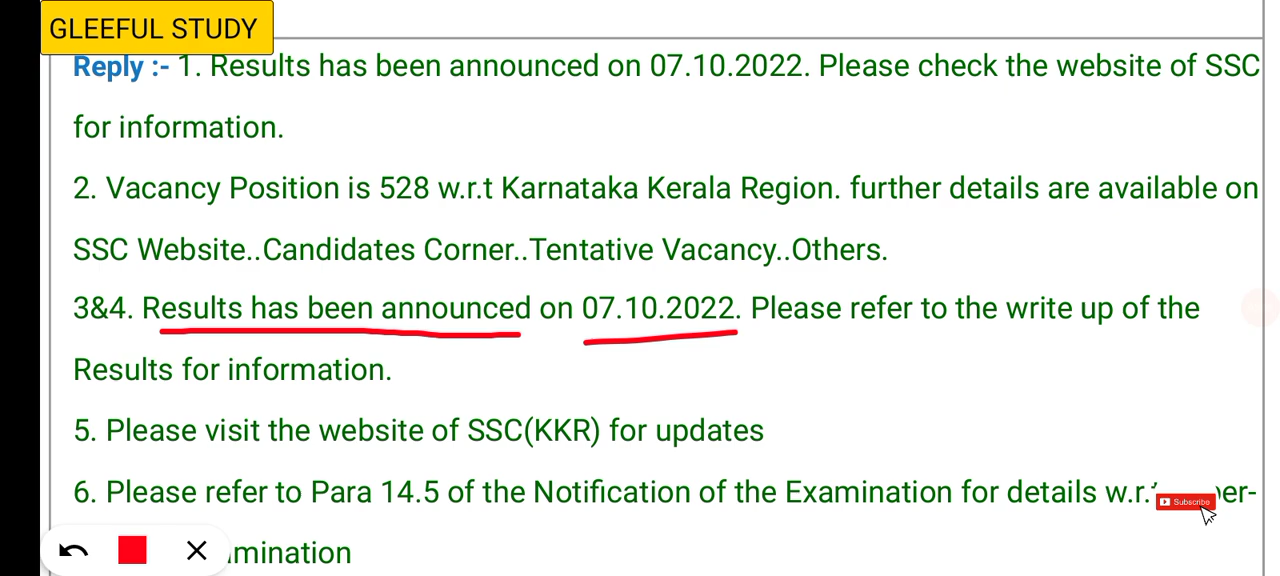 GLEEFUL STUDY
Reply :- 1. Results has been announced on 07.10.2022. Please check the website of SSC
for information.
2. Vacancy Position is 528 w.r.t Karnataka Kerala Region. further details are available on
SSC Website..Candidates Corner..Tentative Vacancy..Others.
3&4. Results has been announced on 07.10.2022. Please refer to the write up of the
Results for information.
5. Please visit the website of SSC(KKR) for updates
6. Please refer to Para 14.5 of the Notification of the Examination for details
Subscribe